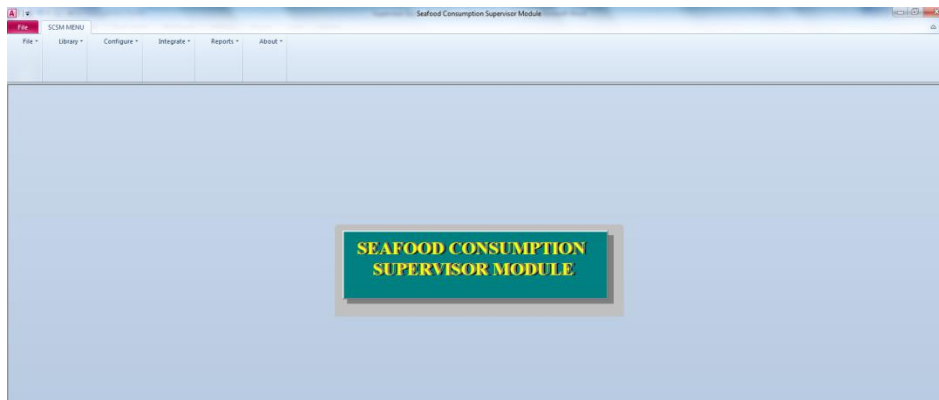 A
Seafood Consumption Supervisor Module
File
SCSM MENU
File
Library
Configure
Integrate
Reports
About
SEAFOOD CONSUMPTION
SUPERVISOR MODULE